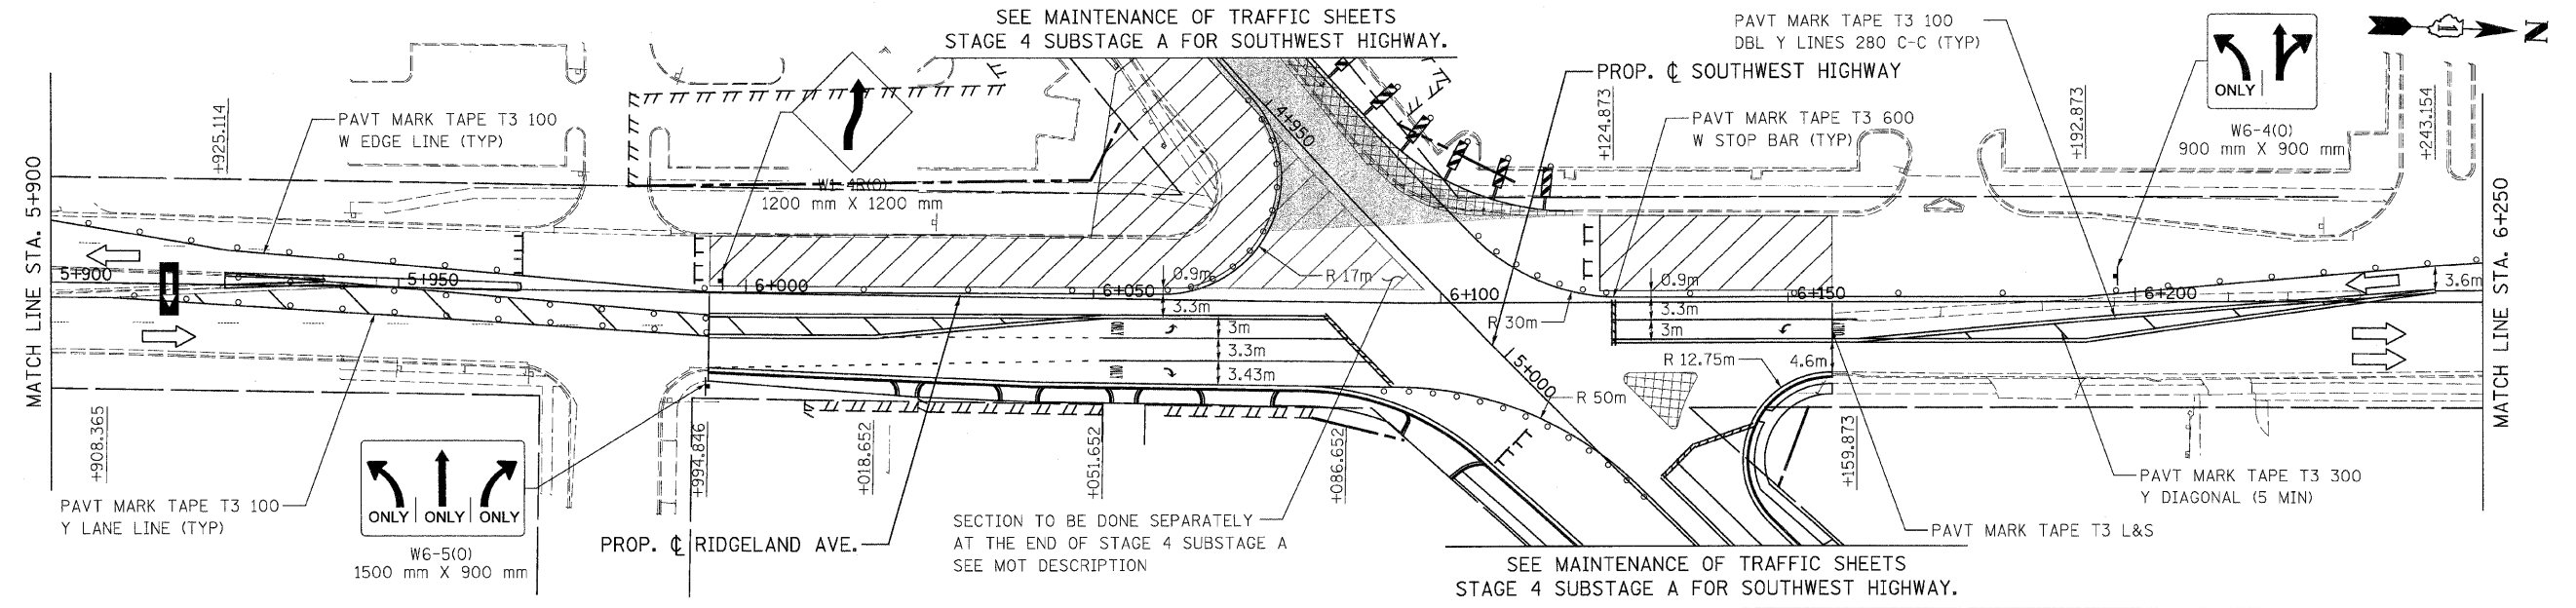 SEE MAINTENANCE OF TRAFFIC SHEETS
STAGE 4 SUBSTAGE A FOR SOUTHWEST HIGHWAY.
PAVT MARK TAPE T3 100
DBL Y LINES 280 C-C (TYP)
PROP. ℄ SOUTHWEST HIGHWAY
ONLY
W6-4(O)
900 mm X 900 mm
N
MATCH LINE STA. 5+900
+925.114
PAVT MARK TAPE T3 100
W EDGE LINE (TYP)
W1-4R(O)
1200 mm X 1200 mm
4+950
+124.873
PAVT MARK TAPE T3 600
W STOP BAR (TYP)
+192.873
+243.154
MATCH LINE STA. 6+250
5+900
5+950
6+000
6+050
6+100
6+150
6+200
0.9m
3.3m
3m
3.3m
3.43m
R 17m
R 30m
0.9m
3.3m
3m
3.6m
R 12.75m
4.6m
5+000
R 50m
+908.365
+994.846
+018.652
+051.652
+086.652
+159.873
PAVT MARK TAPE T3 100
Y LANE LINE (TYP)
ONLY ONLY ONLY
W6-5(O)
1500 mm X 900 mm
PROP. ℄ RIDGELAND AVE.
SECTION TO BE DONE SEPARATELY
AT THE END OF STAGE 4 SUBSTAGE A
SEE MOT DESCRIPTION
PAVT MARK TAPE T3 300
Y DIAGONAL (5 MIN)
PAVT MARK TAPE T3 L&S
SEE MAINTENANCE OF TRAFFIC SHEETS
STAGE 4 SUBSTAGE A FOR SOUTHWEST HIGHWAY.